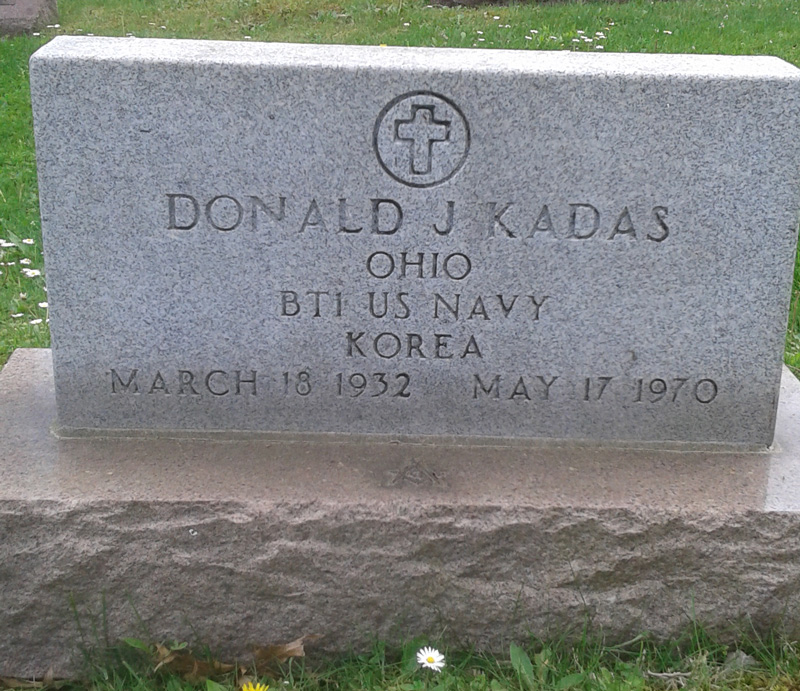 DONALD J KADAS
OHIO
BT1 US NAVY
KOREA
MARCH 18 1932 MAY 17 1970